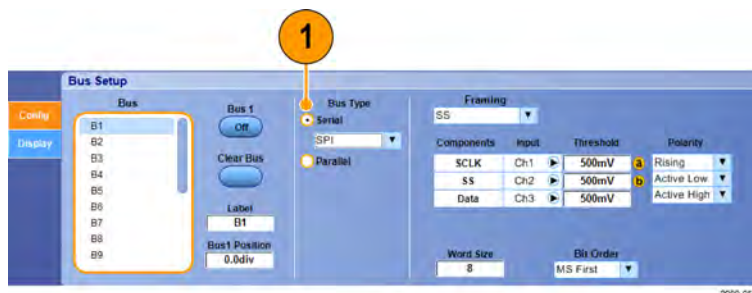 1
Bus Setup
Config
Display
Bus
B1
B2
B3
B4
B5
B6
B7
B8
B9
Bus 1
Off
Clear Bus
Label
B1
Bus1 Position
0.0div
Bus Type
Serial
SPI
Parallel
Framing
SS
Components Input Threshold Polarity
SCLK Ch1 500mV a Rising
SS Ch2 500mV b Active Low
Data Ch3 500mV Active High
Word Size
8
Bit Order
MS First